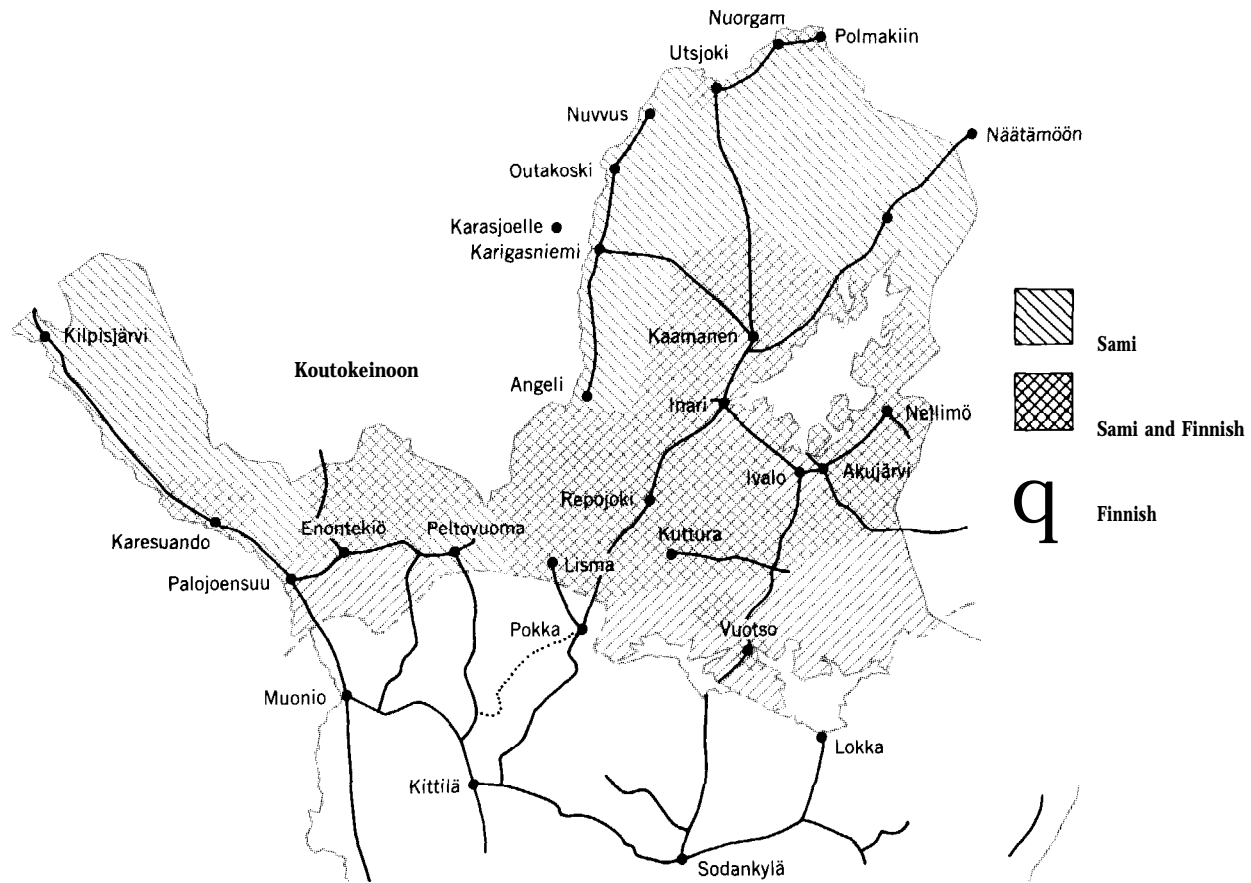 Nuorgam
Polmakiin
Utsjoki
Nuvvus
Näätämöön
Outakoski
Karasjoelle
Karigasniemi
Kilpisjärvi
Kaamanen
Sami
Koutokeinoon
Angeli
Inari
Nellimö
Sami and Finnish
Ivalo
Akujärvi
Repojoki
q
Finnish
Karesuando
Enontekiö
Peltovuoma
Kuttura
Lisma
Palojoensuu
Pokka
Vuotso
Muonio
Lokka
Kittilä
Sodankylä